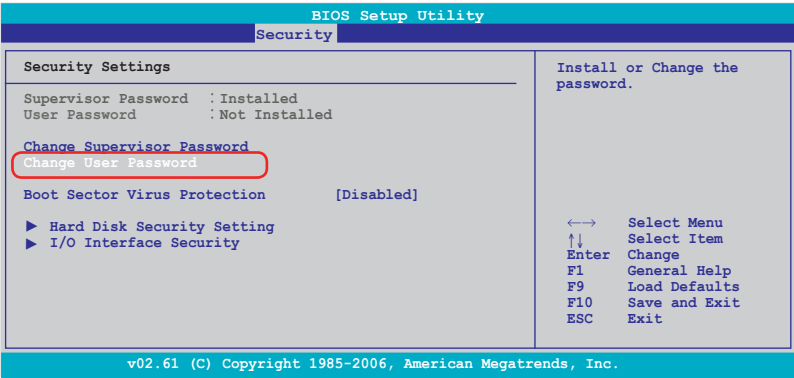 BIOS Setup Utility
Security
Security Settings
Supervisor Password : Installed
User Password : Not Installed
Change Supervisor Password
Change User Password
Boot Sector Virus Protection [Disabled]
▶ Hard Disk Security Setting
▶ I/O Interface Security
Install or Change the
password.
←→ Select Menu
↑↓ Select Item
Enter Change
F1 General Help
F9 Load Defaults
F10 Save and Exit
ESC Exit
v02.61 (C) Copyright 1985-2006, American Megatrends, Inc.